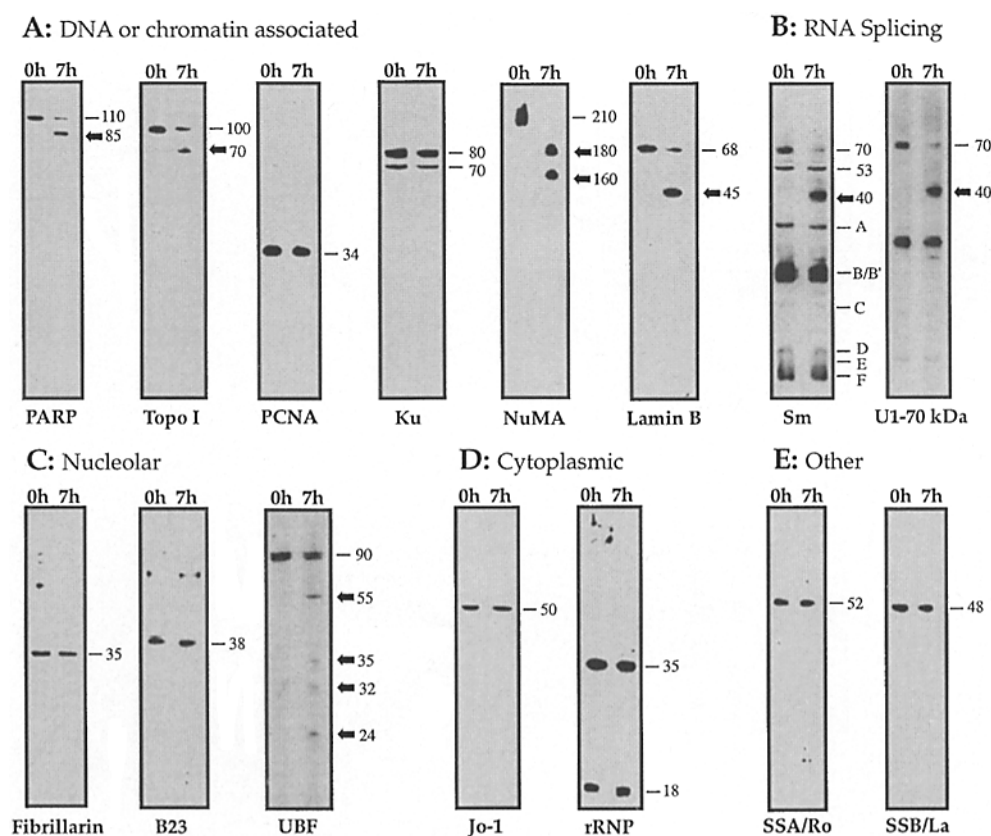 A: DNA or chromatin associated
B: RNA Splicing
0h 7h
0h 7h
0h 7h
0h 7h
0h 7h
0h 7h
0h 7h
0h 7h
110
85
100
70
34
80
70
210
180
160
68
45
70
53
40
A
B/B'
C
D
E
F
70
40
PARP
Topo I
PCNA
Ku
NuMA
Lamin B
Sm
U1-70 kDa
C: Nucleolar
D: Cytoplasmic
E: Other
0h 7h
0h 7h
0h 7h
0h 7h
0h 7h
0h 7h
0h 7h
35
38
90
55
35
32
24
50
35
18
52
48
Fibrillarin
B23
UBF
Jo-1
rRNP
SSA/Ro
SSB/La